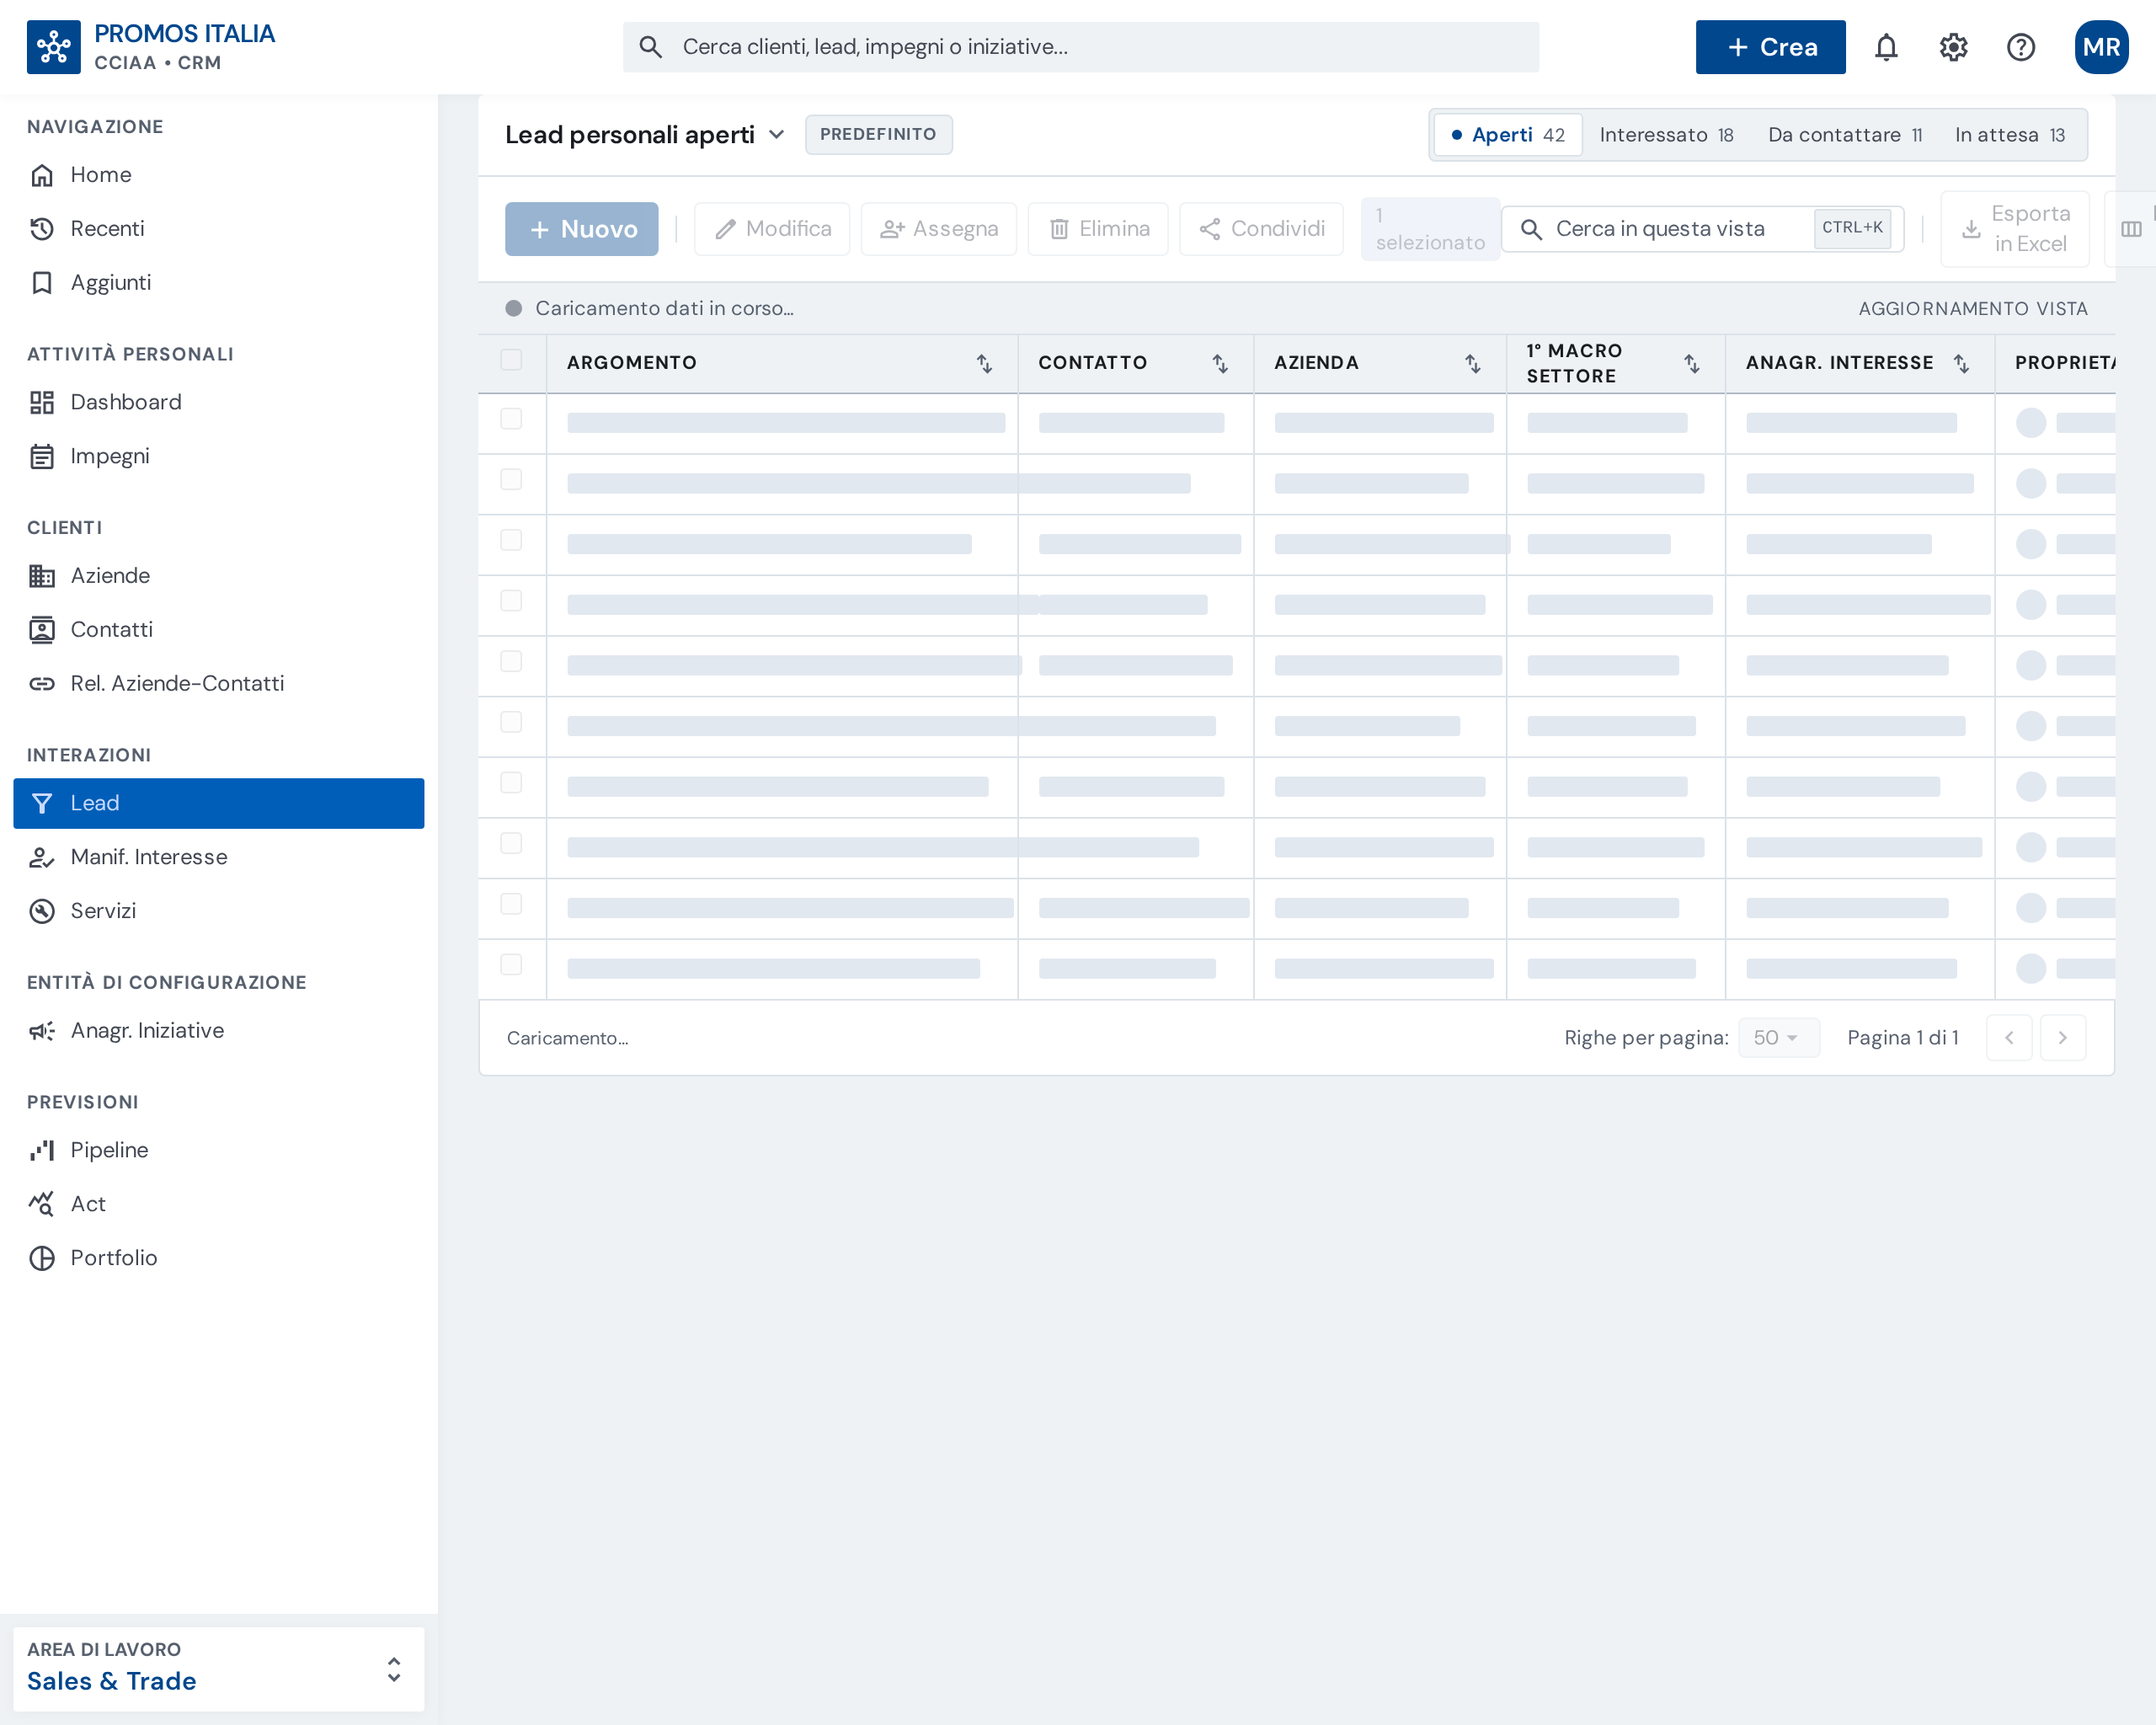 PROMOS ITALIA
CCIAA • CRM
Cerca clienti, lead, impegni o iniziative...
Crea
MR
NAVIGAZIONE
Home
Recenti
Aggiunti
ATTIVITÀ PERSONALI
Dashboard
Impegni
CLIENTI
Aziende
Contatti
Rel. Aziende-Contatti
INTERAZIONI
Lead
Manif. Interesse
Servizi
ENTITÀ DI CONFIGURAZIONE
Anagr. Iniziative
PREVISIONI
Pipeline
Act
Portfolio
AREA DI LAVORO
Sales & Trade
Lead personali aperti
PREDEFINITO
Aperti 42
Interessato 18
Da contattare 11
In attesa 13
Nuovo
Modifica
Assegna
Elimina
Condividi
1
selezionato
Cerca in questa vista
CTRL+K
Esporta
in Excel
Caricamento dati in corso...
AGGIORNAMENTO VISTA
ARGOMENTO
CONTATTO
AZIENDA
1° MACRO
SETTORE
ANAGR. INTERESSE
Caricamento...
Righe per pagina:
50
Pagina 1 di 1